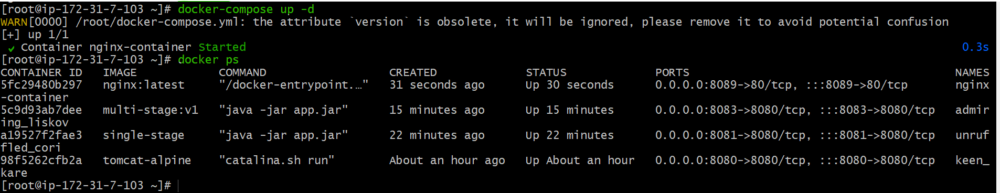 [root@ip-172-31-7-103 ~]# docker-compose up -d
WARN[0000] /root/docker-compose.yml: the attribute `version` is obsolete, it will be ignored, please remove it to avoid potential confusion
[+] up 1/1
✔ Container nginx-container Started 0.3s
[root@ip-172-31-7-103 ~]# docker ps
CONTAINER ID   IMAGE            COMMAND                  CREATED             STATUS             PORTS                                       NAMES
5fc29480b297   nginx:latest     "/docker-entrypoint.…"   31 seconds ago      Up 30 seconds      0.0.0.0:8089->80/tcp, :::8089->80/tcp       nginx
-container
5c9d93ab7dee   multi-stage:v1   "java -jar app.jar"      15 minutes ago      Up 15 minutes      0.0.0.0:8083->8080/tcp, :::8083->8080/tcp   admir
ing_liskov
a19527f2fae3   single-stage     "java -jar app.jar"      22 minutes ago      Up 22 minutes      0.0.0.0:8081->8080/tcp, :::8081->8080/tcp   unruf
fled_cori
98f5262cfb2a   tomcat-alpine    "catalina.sh run"        About an hour ago   Up About an hour   0.0.0.0:8080->8080/tcp, :::8080->8080/tcp   keen_
kare
[root@ip-172-31-7-103 ~]#